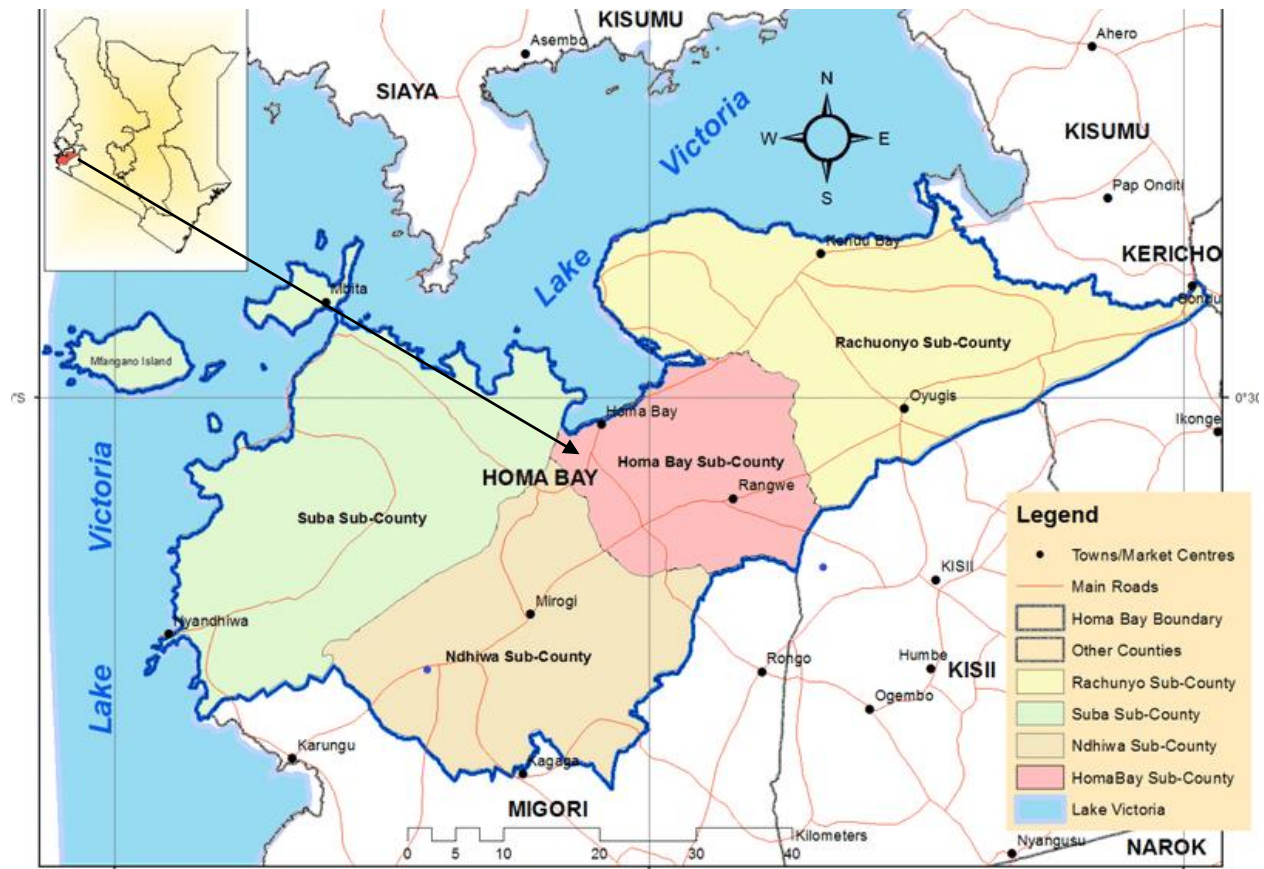 KISUMU
Asembo
Ahero
SIAYA
Victoria
N
W
E
S
KISUMU
Pap Onditi
KERICHO
Kendu Bay
Lake
Mbita
Sondu
Mfangano Island
Rachuonyo Sub-County
Oyugis
0°30
Ikonge
Homa Bay
Homa Bay Sub-County
HOMA BAY
Rangwe
Victoria
Suba Sub-County
Mirogi
Nyandhiwa
Ndhiwa Sub-County
Lake
Rongo
KISII
Humbe
KISII
Ogembo
Karungu
Kagaga
MIGORI
Kilometers
0 5 10 20 30 40
Nyangusu
NAROK
Legend
Towns/Market Centres
Main Roads
Homa Bay Boundary
Other Counties
Rachunyo Sub-County
Suba Sub-County
Ndhiwa Sub-County
HomaBay Sub-County
Lake Victoria